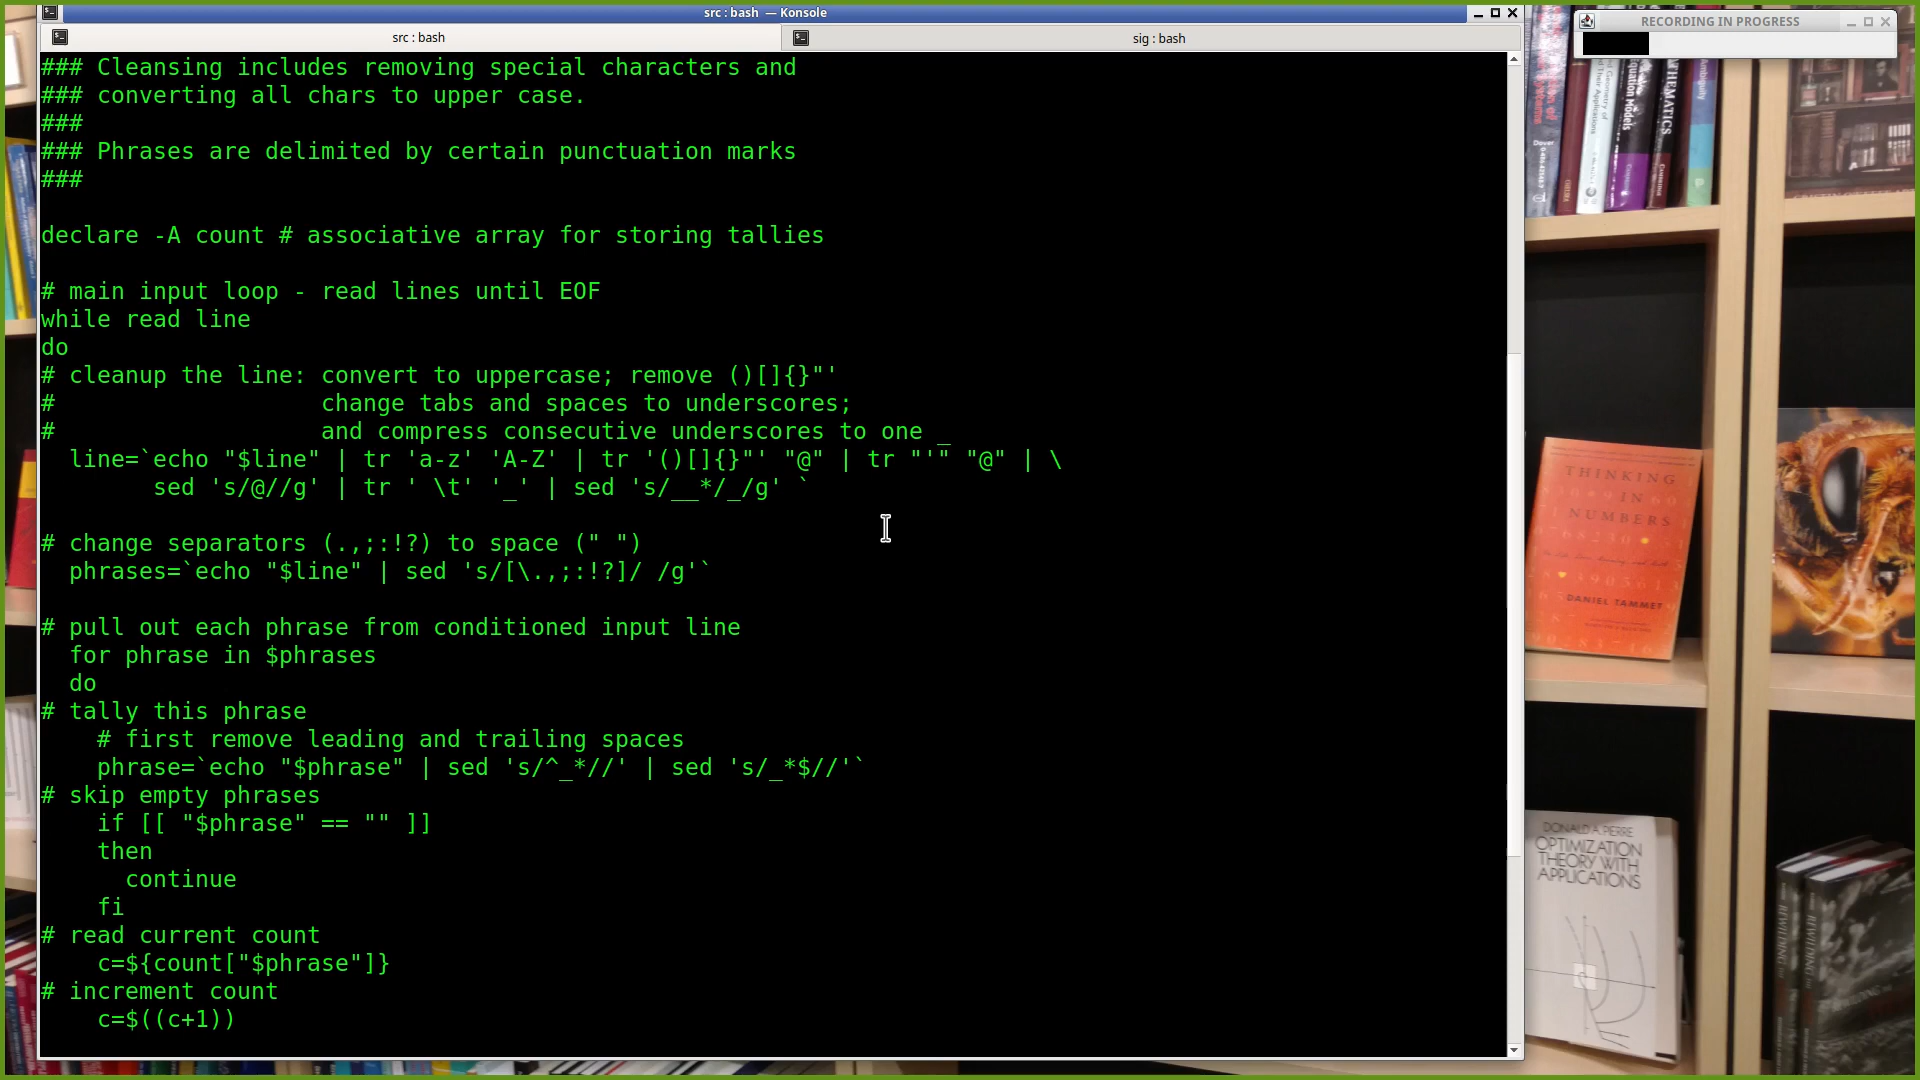 src : bash — Konsole
RECORDING IN PROGRESS
src : bash
sig : bash
### Cleansing includes removing special characters and
### converting all chars to upper case.
###
### Phrases are delimited by certain punctuation marks
###
declare -A count # associative array for storing tallies
# main input loop - read lines until EOF
while read line
do
# cleanup the line: convert to uppercase; remove ()[]{}"'
#                   change tabs and spaces to underscores;
#                   and compress consecutive underscores to one _
  line=`echo "$line" | tr 'a-z' 'A-Z' | tr '()[]{}"' "@" | tr "'" "@" | \
        sed 's/@//g' | tr ' \t' '_' | sed 's/__*/_/g' `
# change separators (.,;:!?) to space (" ")
  phrases=`echo "$line" | sed 's/[\.,;:!?]/ /g'`
# pull out each phrase from conditioned input line
  for phrase in $phrases
  do
# tally this phrase
    # first remove leading and trailing spaces
    phrase=`echo "$phrase" | sed 's/^_*//' | sed 's/_*$//'`
# skip empty phrases
    if [[ "$phrase" == "" ]]
    then
      continue
    fi
# read current count
    c=${count["$phrase"]}
# increment count
    c=$((c+1))
Equation Models
Ambiguity
Dover
THINKING
IN
NUMBERS
DANIEL TAMMET
DONALD A. PIERRE
OPTIMIZATION
THEORY WITH
APPLICATIONS